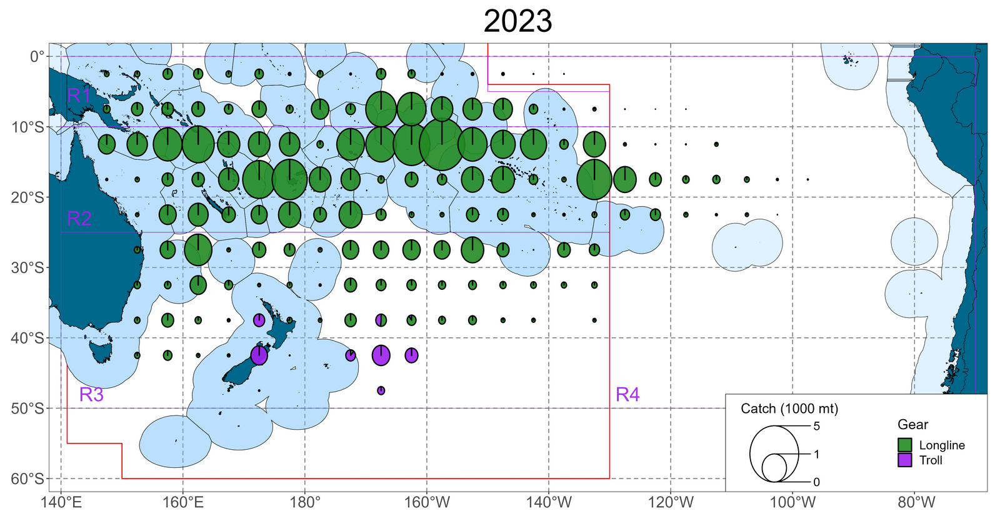 2023
0°
10°S
20°S
30°S
40°S
50°S
60°S
R1
R2
R3
R4
140°E
160°E
180°
160°W
140°W
120°W
100°W
80°W
Catch (1000 mt)
5
1
0
Gear
Longline
Troll